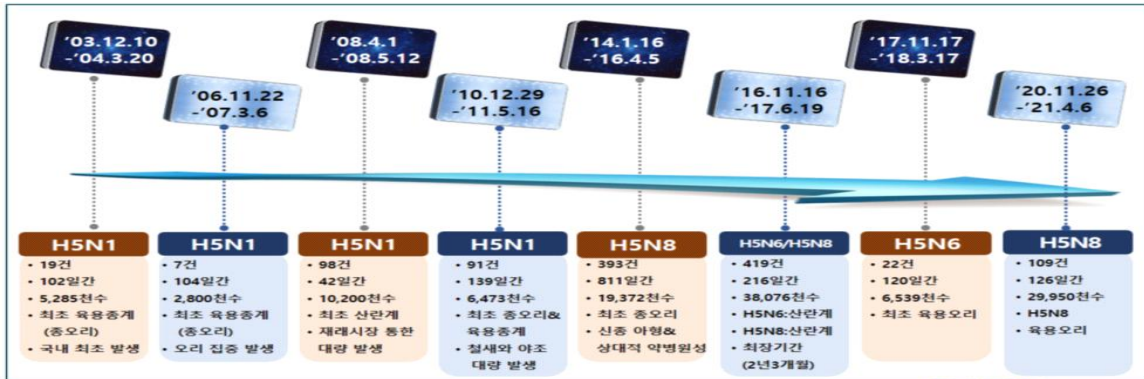 '03.12.10
-'04.3.20
'06.11.22
-'07.3.6
'08.4.1
-'08.5.12
'10.12.29
-'11.5.16
'14.1.16
-'16.4.5
'16.11.16
-'17.6.19
'17.11.17
-'18.3.17
'20.11.26
-'21.4.6
H5N1
• 19건
• 102일간
• 5,285천수
• 최초 육용종계
(종오리)
• 국내 최초 발생
H5N1
• 7건
• 104일간
• 2,800천수
• 최초 육용종계
(종오리)
• 오리 집중 발생
H5N1
• 98건
• 42일간
• 10,200천수
• 최초 산란계
• 재래시장 통한
대량 발생
H5N1
• 91건
• 139일간
• 6,473천수
• 최초 종오리&
육용종계
• 철새와 야조
대량 발생
H5N8
• 393건
• 811일간
• 19,372천수
• 최초 종오리
• 신종 아형&
상대적 약병원성
H5N6/H5N8
• 419건
• 216일간
• 38,076천수
• H5N6:산란계
• H5N8:산란계
• 최장기간
(2년3개월)
H5N6
• 22건
• 120일간
• 6,539천수
• 최초 육용오리
H5N8
• 109건
• 126일간
• 29,950천수
• H5N8
• 육용오리